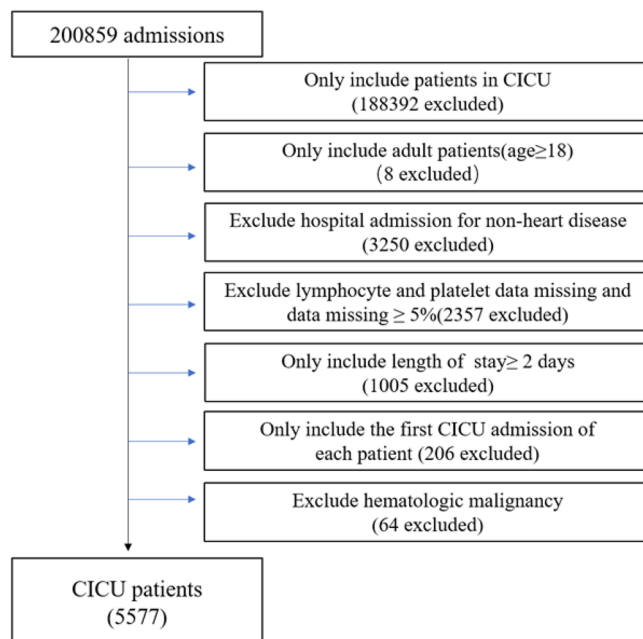 200859 admissions
Only include patients in CICU
(188392 excluded)
Only include adult patients(age≥18)
(8 excluded)
Exclude hospital admission for non-heart disease
(3250 excluded)
Exclude lymphocyte and platelet data missing and
data missing ≥ 5%(2357 excluded)
Only include length of stay≥ 2 days
(1005 excluded)
Only include the first CICU admission of
each patient (206 excluded)
Exclude hematologic malignancy
(64 excluded)
CICU patients
(5577)